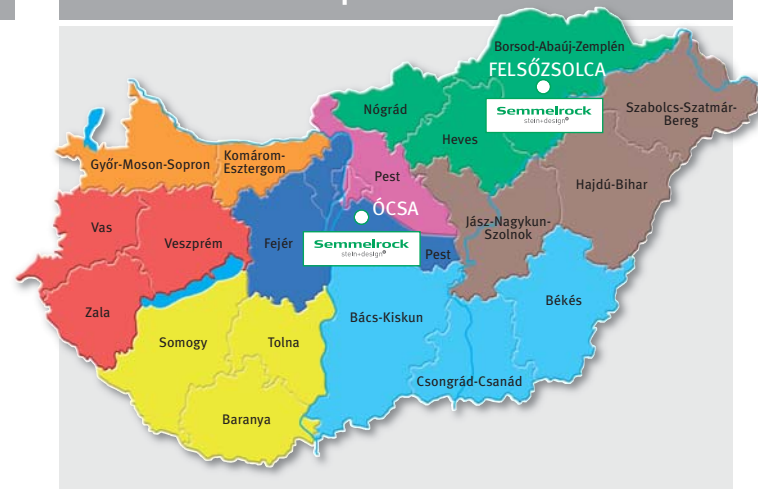 Borsod-Abaúj-Zemplén
FELSŐZSOLCA
Semmelrock
stein+design®
Nógrád
Heves
Szabolcs-Szatmár-
Bereg
Győr-Moson-Sopron
Komárom-
Esztergom
Pest
Hajdú-Bihar
ÓCSA
Vas
Veszprém
Fejér
Semmelrock
stein+design®
Pest
Jász-Nagykun-
Szolnok
Zala
Somogy
Tolna
Bács-Kiskun
Békés
Csongrád-Csanád
Baranya